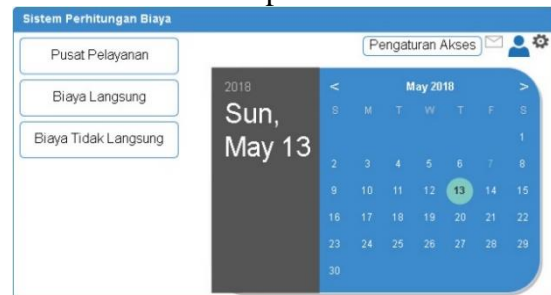 Sistem Perhitungan Biaya
Pusat Pelayanan
Biaya Langsung
Biaya Tidak Langsung
Pengaturan Akses
2018
Sun,
May 13
< May 2018 >
S M T W T F S
1
2 3 4 5 6 7 8
9 10 11 12 13 14 15
16 17 18 19 20 21 22
23 24 25 26 27 28 29
30